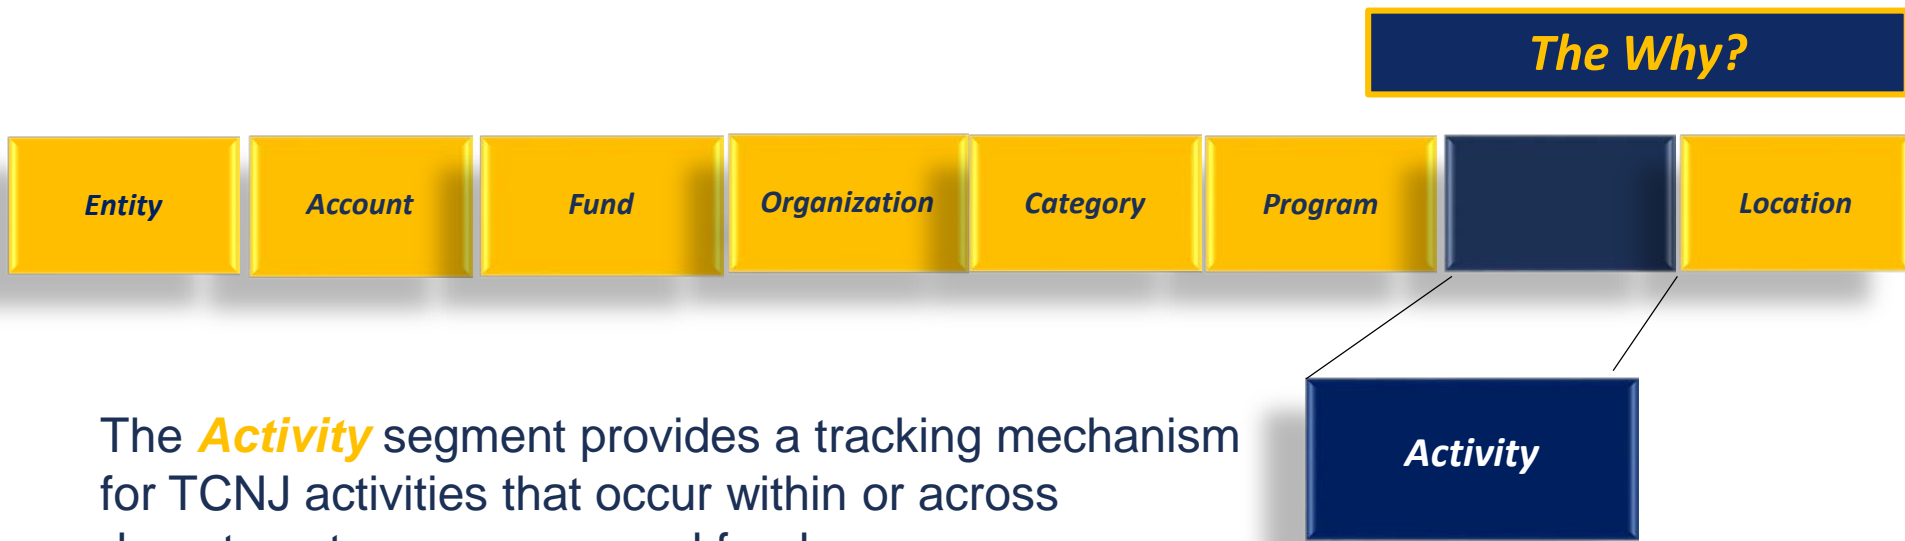 The Why?
Entity
Account
Fund
Organization
Category
Program
Location
Activity
The Activity segment provides a tracking mechanism
for TCNJ activities that occur within or across